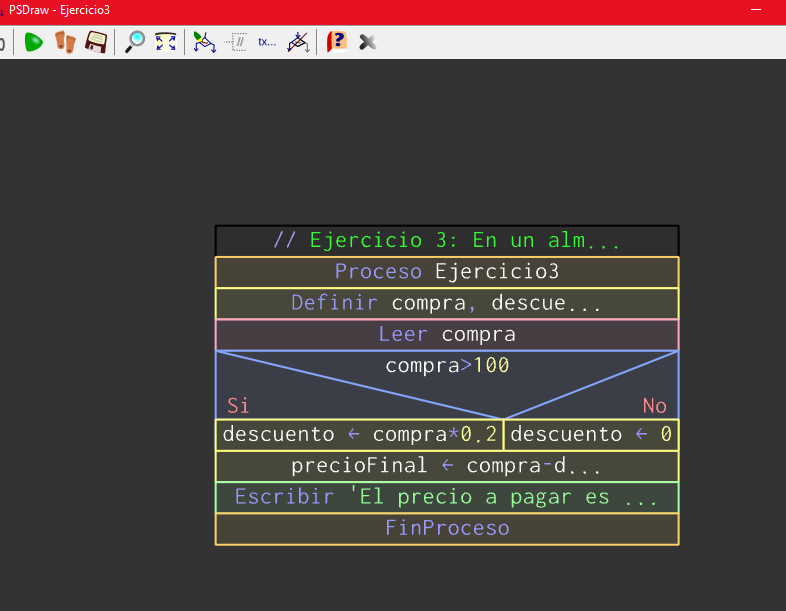 PSDraw - Ejercicio3
// tx...
?
// Ejercicio 3: En un alm...
Proceso Ejercicio3
Definir compra, descue...
Leer compra
compra>100
Si No
descuento ← compra*0.2 descuento ← 0
precioFinal ← compra-d...
Escribir 'El precio a pagar es ...
FinProceso